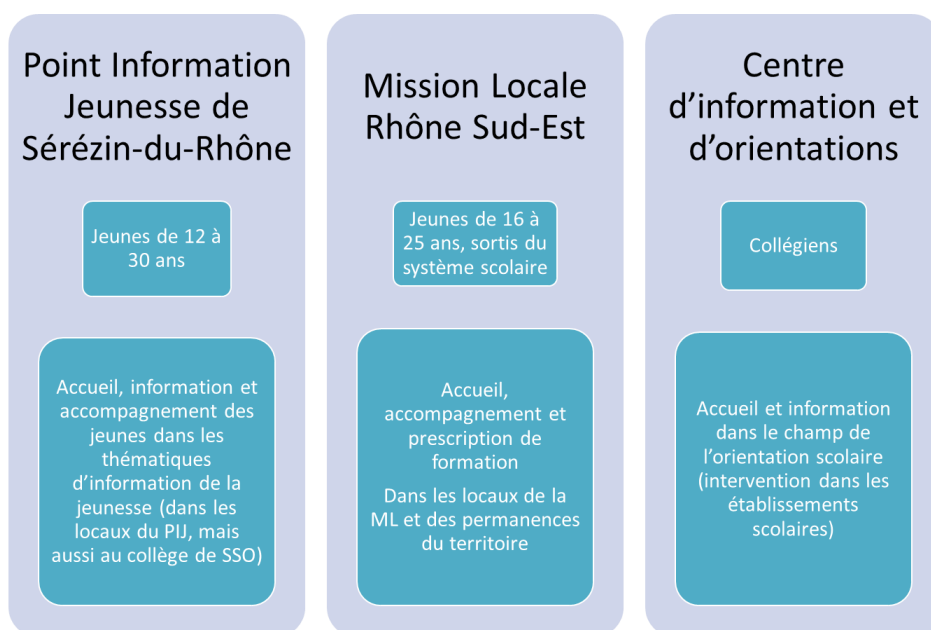 Point Information
Jeunesse de
Sérézin-du-Rhône
Jeunes de 12 à
30 ans
Accueil, information et
accompagnement des
jeunes dans les
thématiques
d'information de la
jeunesse (dans les
locaux du PIJ, mais
aussi au collège de SSO)
Mission Locale
Rhône Sud-Est
Jeunes de 16 à
25 ans, sortis du
système scolaire
Accueil,
accompagnement et
prescription de
formation
Dans les locaux de la
ML et des permanences
du territoire
Centre
d'information et
d'orientations
Collégiens
Accueil et information
dans le champ de
l'orientation scolaire
(intervention dans les
établissements
scolaires)